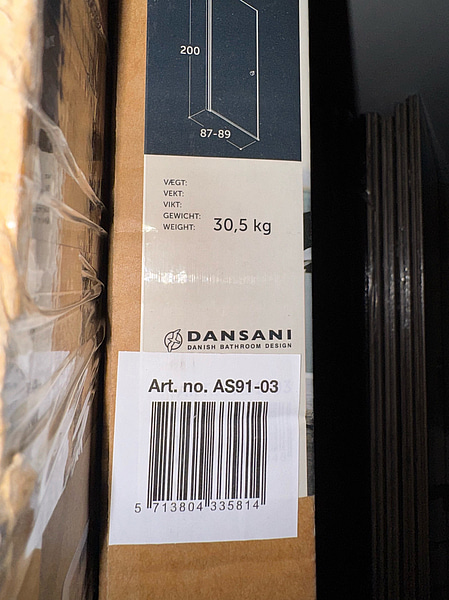 200
87-89
VÆGT:
VEKT:
VIKT:
GEWICHT:
WEIGHT: 30,5 kg
DANSANI
DANISH BATHROOM DESIGN
Art. no. AS91-03
5 713804 335814